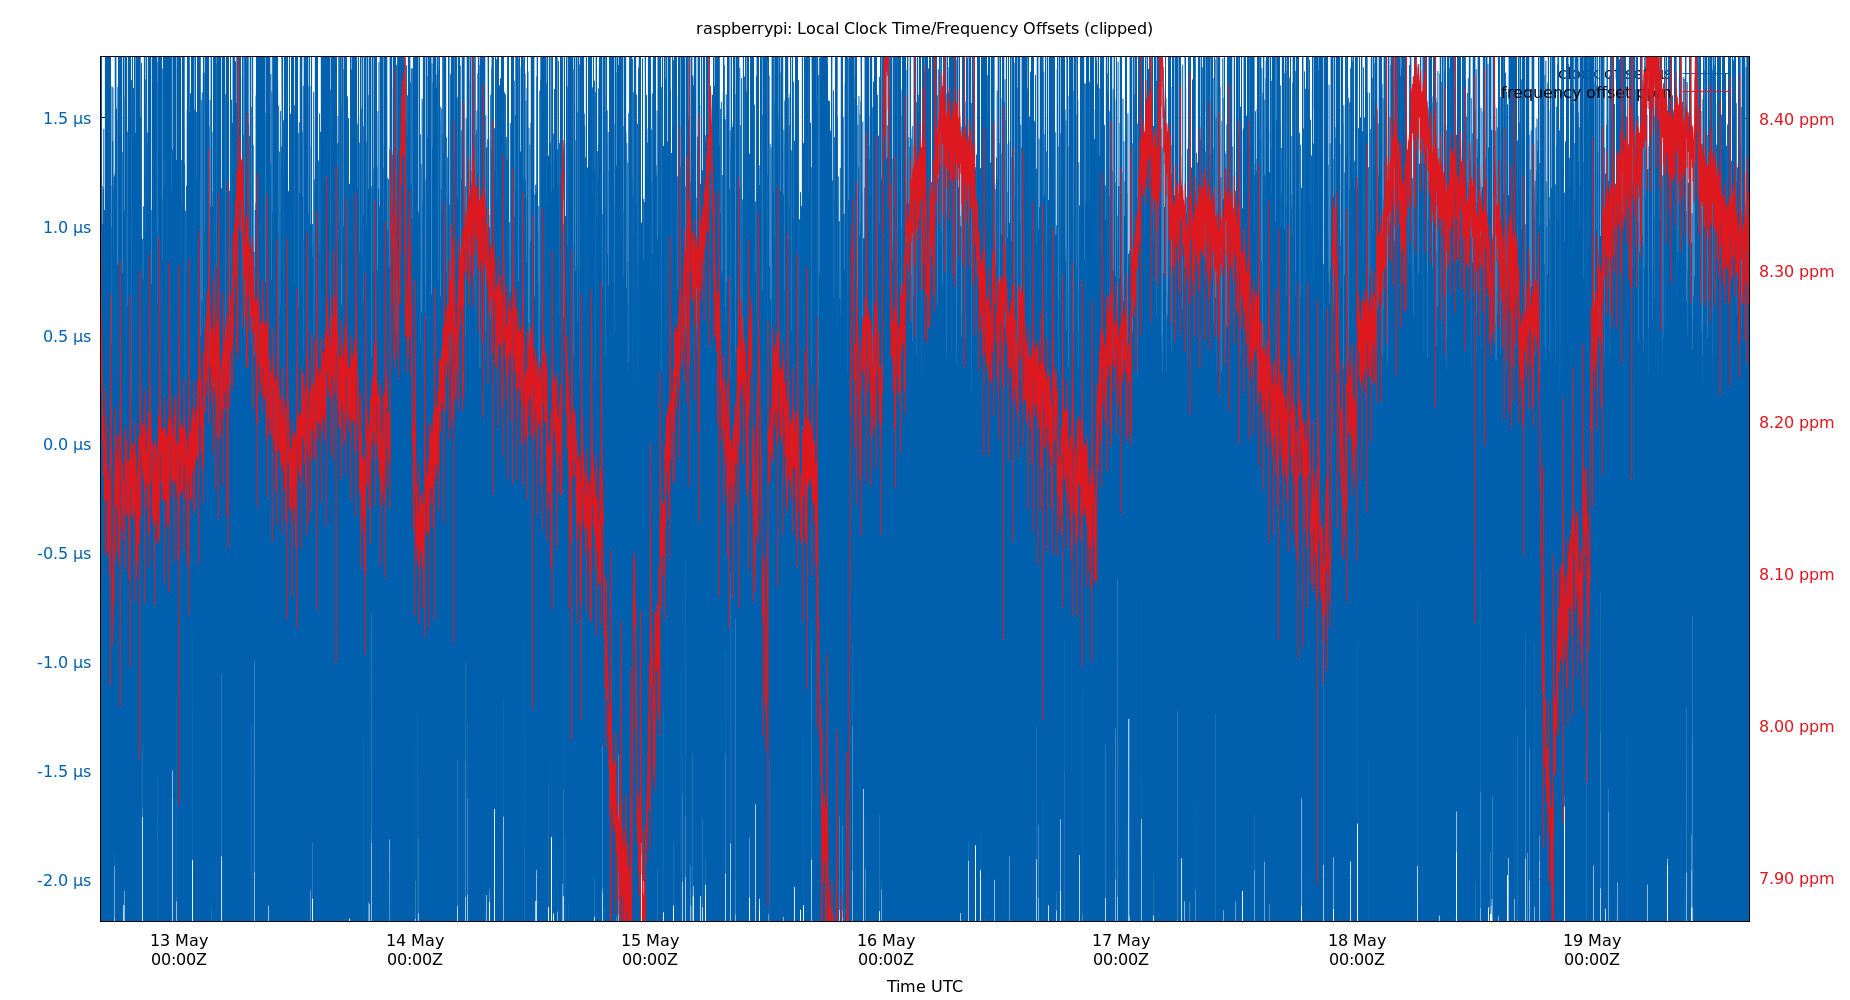 raspberrypi: Local Clock Time/Frequency Offsets (clipped)
clock offset µs
frequency offset ppm
1.5 µs
1.0 µs
0.5 µs
0.0 µs
-0.5 µs
-1.0 µs
-1.5 µs
-2.0 µs
8.40 ppm
8.30 ppm
8.20 ppm
8.10 ppm
8.00 ppm
7.90 ppm
13 May
00:00Z
14 May
00:00Z
15 May
00:00Z
16 May
00:00Z
17 May
00:00Z
18 May
00:00Z
19 May
00:00Z
Time UTC